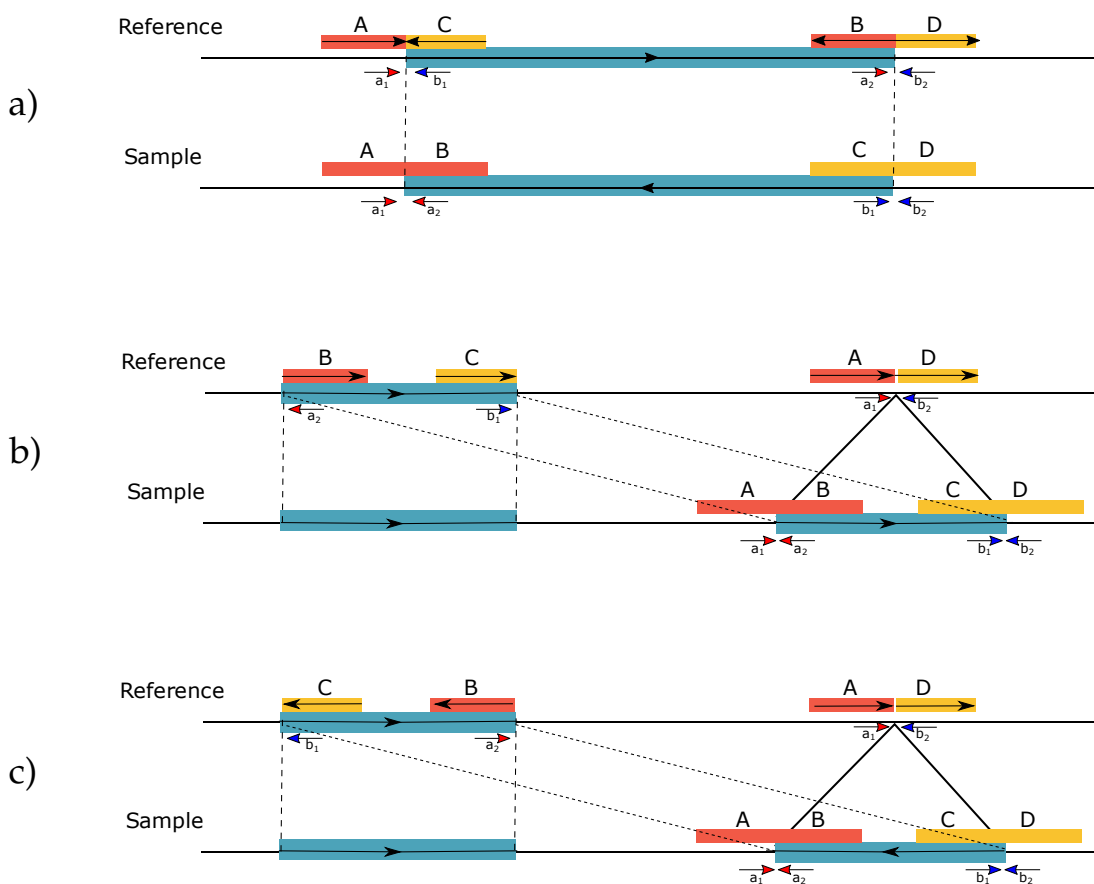 Reference
A C B D
a₁ b₁ a₂ b₂
a)
Sample
A B C D
a₁ a₂ b₁ b₂
Reference
B C A D
a₂ b₁ a₁ b₂
b)
Sample
A B C D
a₁ a₂ b₁ b₂
Reference
C B A D
b₁ a₂ a₁ b₂
c)
Sample
A B C D
a₁ a₂ b₁ b₂